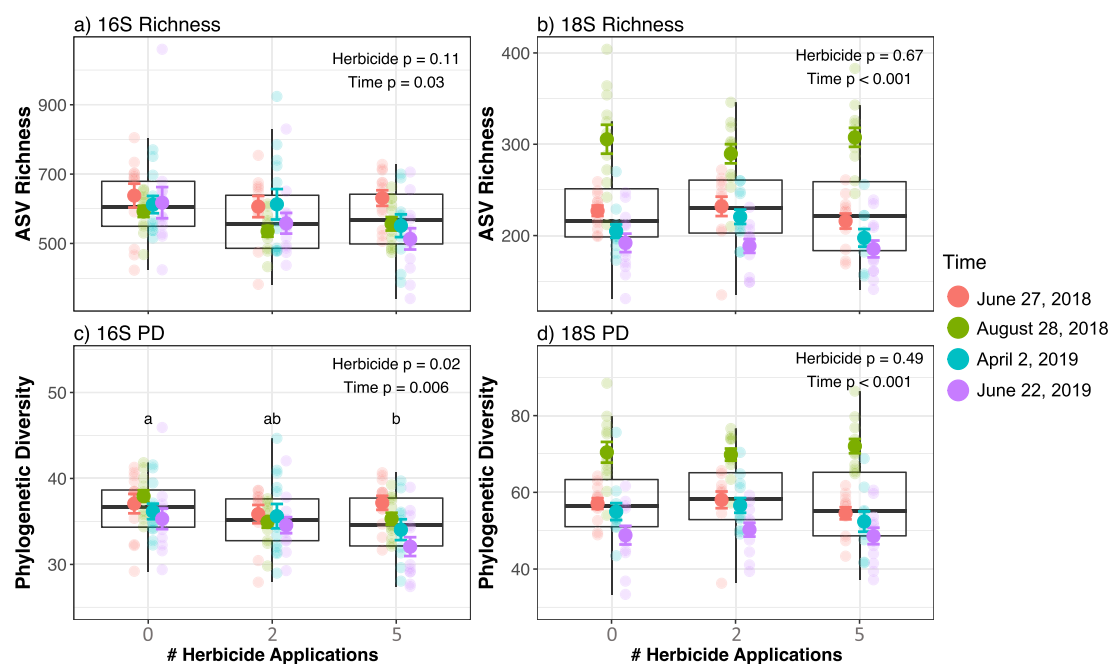 a) 16S Richness
b) 18S Richness
ASV Richness
900
700
500
Herbicide p = 0.11
Time p = 0.03
ASV Richness
400
300
200
Herbicide p = 0.67
Time p < 0.001
c) 16S PD
d) 18S PD
Phylogenetic Diversity
50
40
30
Herbicide p = 0.02
Time p = 0.006
a
ab
b
0
2
5
# Herbicide Applications
Phylogenetic Diversity
80
60
40
Herbicide p = 0.49
Time p < 0.001
0
2
5
# Herbicide Applications
Time
June 27, 2018
August 28, 2018
April 2, 2019
June 22, 2019